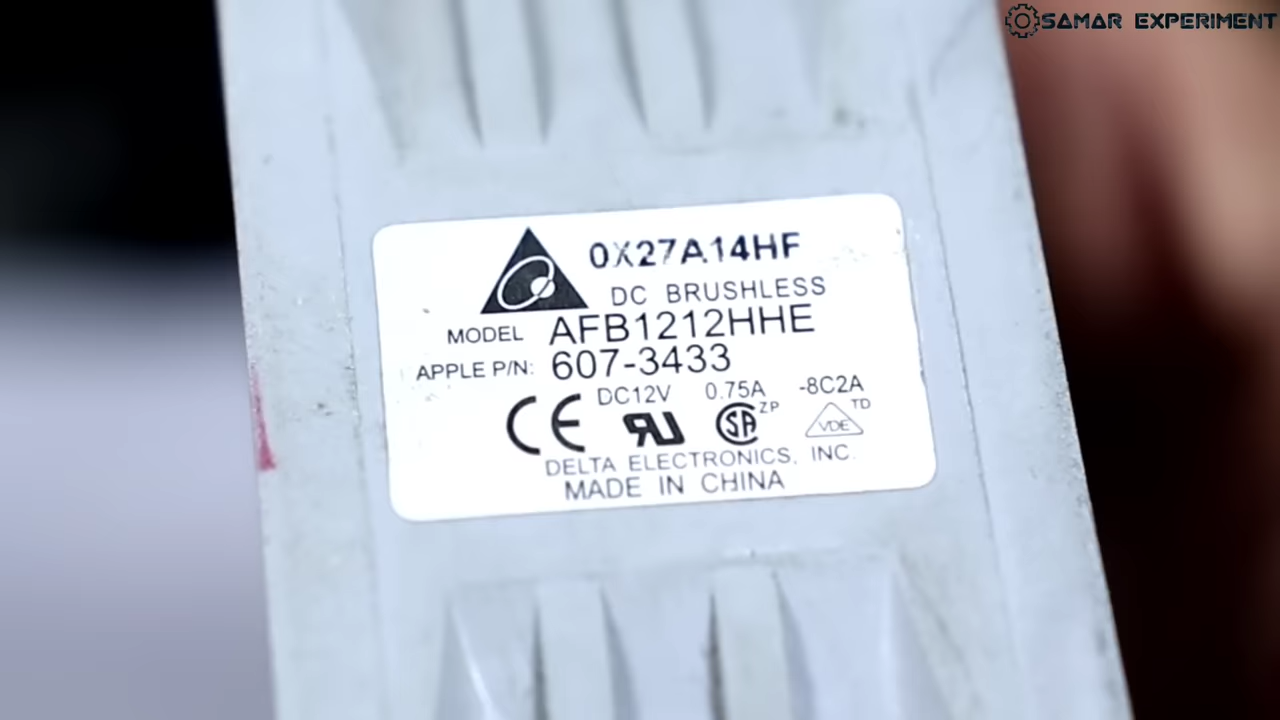 SAMAR EXPERIMENT
0X27A14HF
DC BRUSHLESS
MODEL AFB1212HHE
APPLE P/N: 607-3433
DC12V 0.75A -8C2A
CE RU SA ZP VDE TD
DELTA ELECTRONICS, INC.
MADE IN CHINA